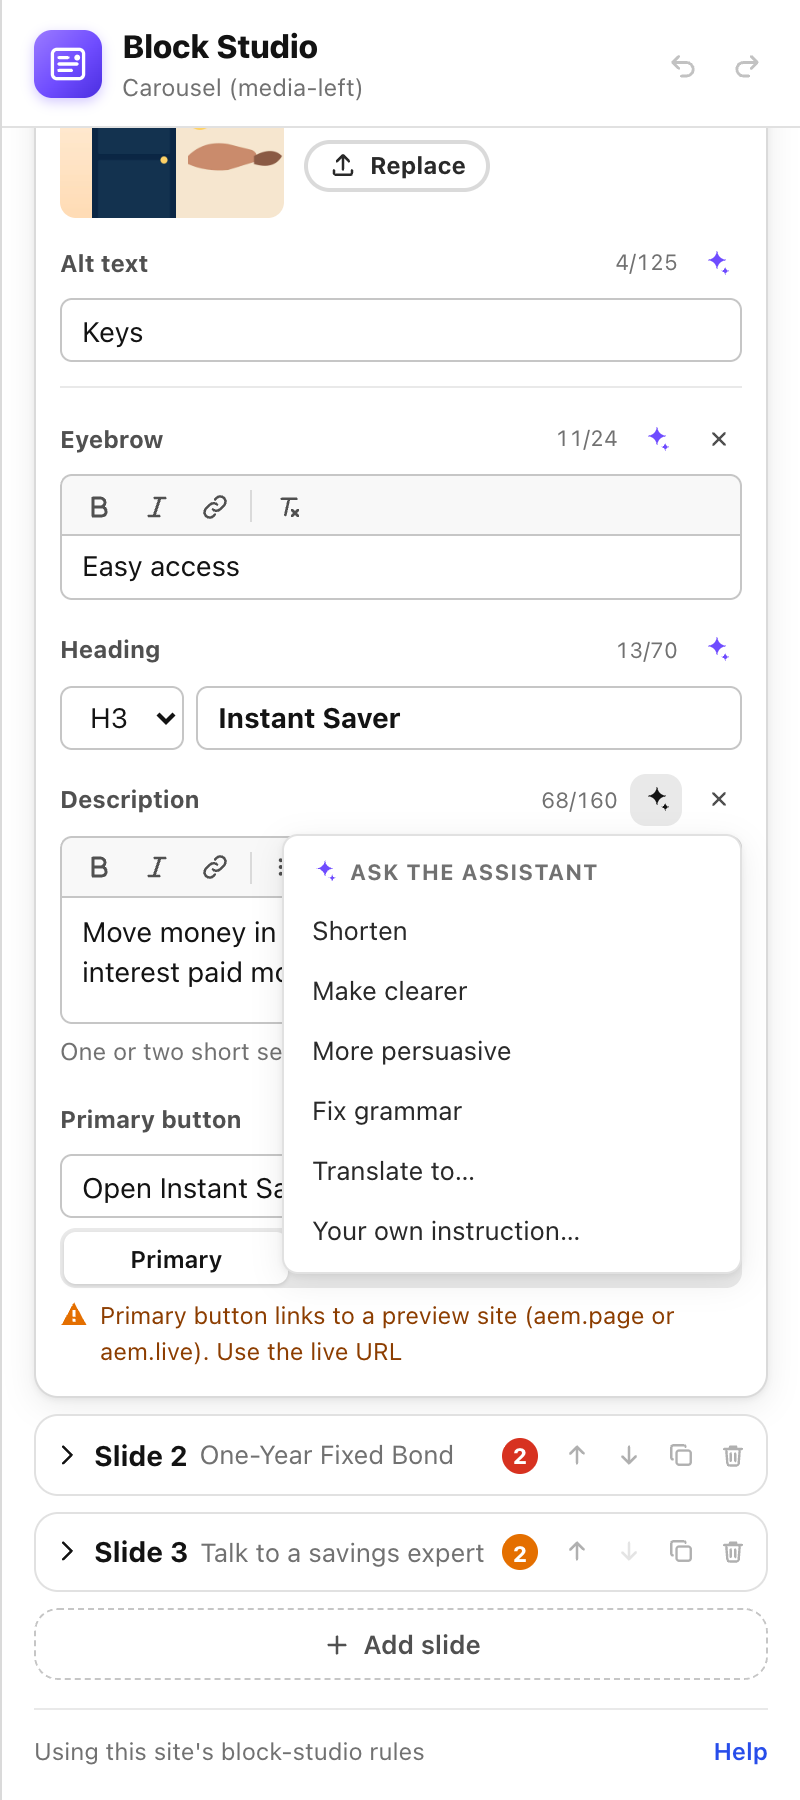 Block Studio
Carousel (media-left)
Replace
Alt text 4/125
Keys
Eyebrow 11/24
B I
Easy access
Heading 13/70
H3 Instant Saver
Description 68/160
B I
ASK THE ASSISTANT
Move money in
interest paid
Shorten
Make clearer
One or two short
More persuasive
Primary button
Fix grammar
Translate to...
Open Instant
Your own instruction...
Primary
Primary button links to a preview site (aem.page or
aem.live). Use the live URL
Slide 2 One-Year Fixed Bond 2
Slide 3 Talk to a savings expert 2
+ Add slide
Using this site's block-studio rules Help